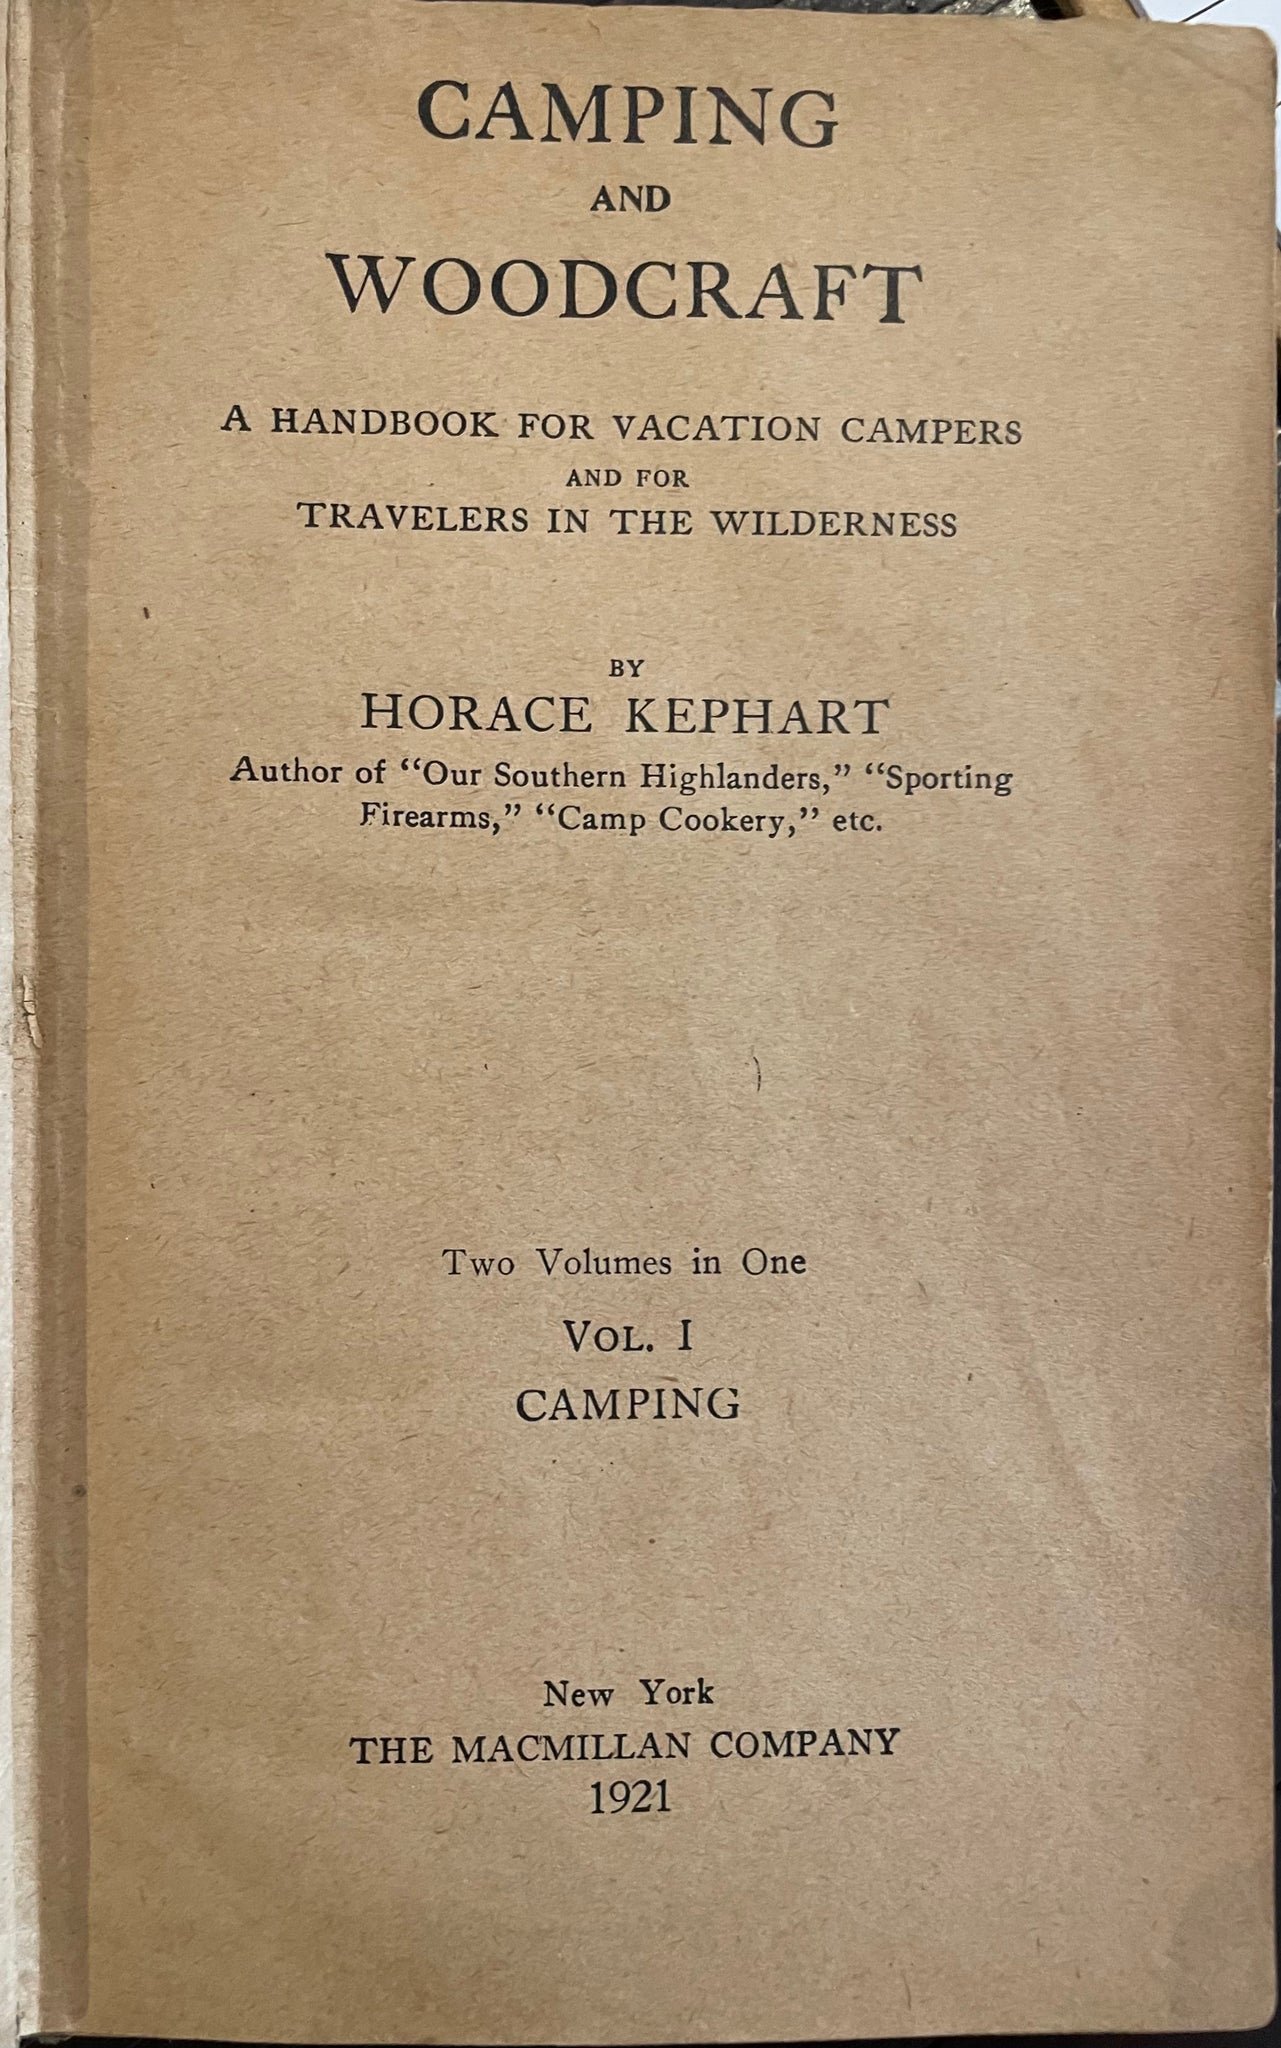 CAMPING
AND
WOODCRAFT
A HANDBOOK FOR VACATION CAMPERS
AND FOR
TRAVELERS IN THE WILDERNESS
BY
HORACE KEPHART
Author of “Our Southern Highlanders,” “Sporting
Firearms,” “Camp Cookery,” etc.
Two Volumes in One
VOL. I
CAMPING
New York
THE MACMILLAN COMPANY
1921